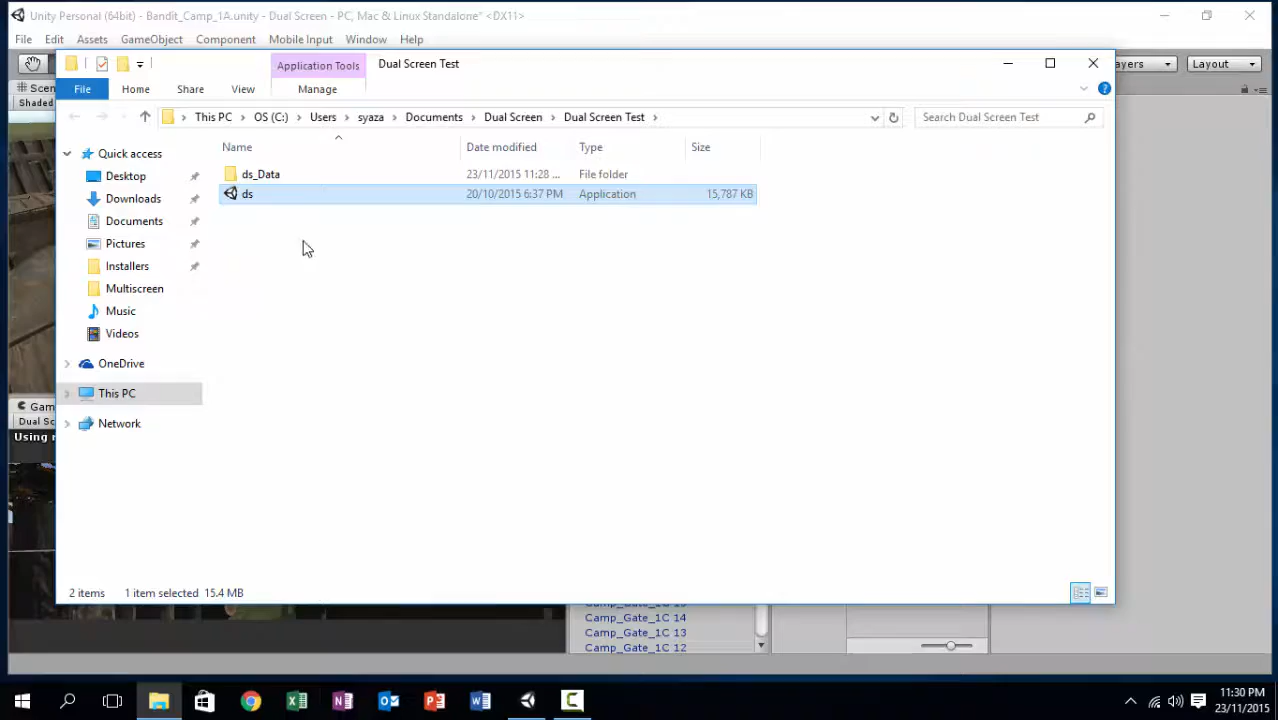 Unity Personal (64bit) - Bandit_Camp_1A.unity - Dual Screen - PC, Mac & Linux Standalone* <DX11>
File Edit Assets GameObject Component Mobile Input Window Help
Application Tools Dual Screen Test
ayers Layout
File Home Share View Manage
Scen
Shaded
This PC > OS (C:) > Users > syaza > Documents > Dual Screen > Dual Screen Test >
Search Dual Screen Test
Name Date modified Type Size
Quick access
ds_Data 23/11/2015 11:28 ... File folder
Desktop
ds 20/10/2015 6:37 PM Application 15,787 KB
Downloads
Documents
Pictures
Installers
Multiscreen
Music
Videos
OneDrive
This PC
Gam
Dual Sc
Network
Using r
2 items 1 item selected 15.4 MB
Camp_Gate_1C 14
Camp_Gate_1C 13
Camp_Gate_1C 12
11:30 PM
23/11/2015